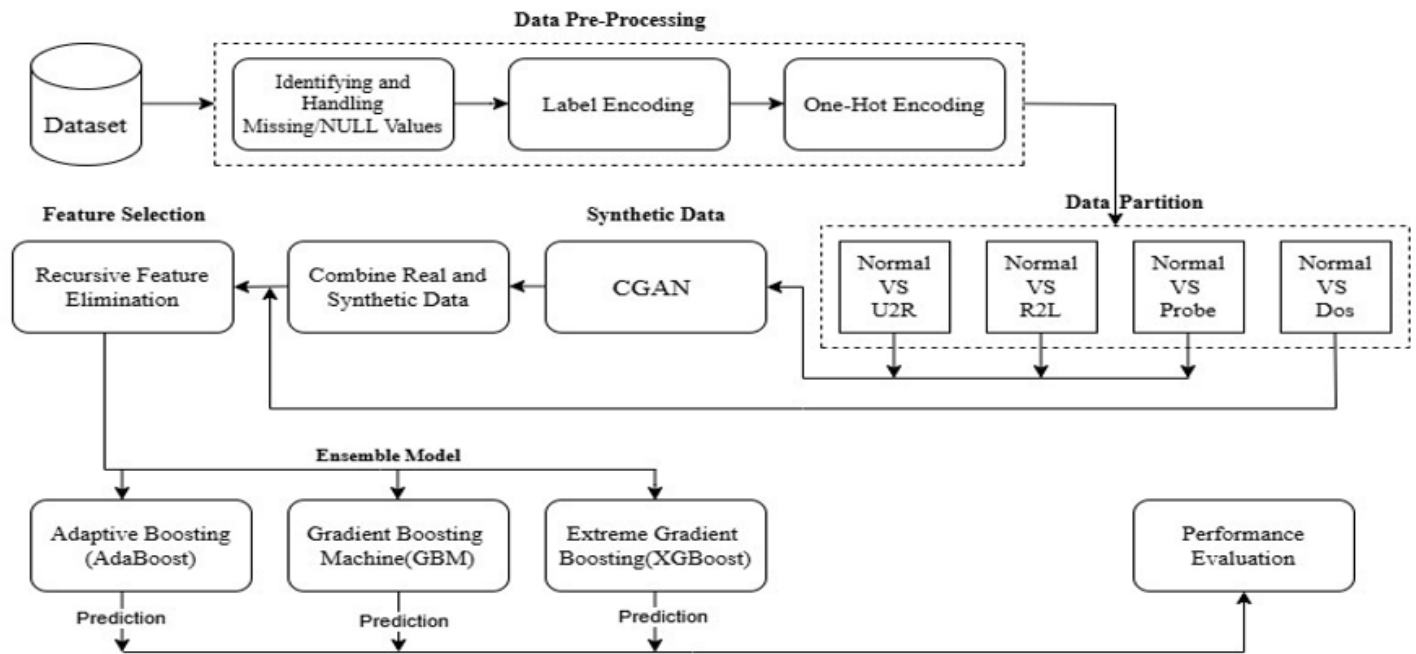 Data Pre-Processing
Dataset
Identifying and
Handling
Missing/NULL Values
Label Encoding
One-Hot Encoding
Feature Selection
Synthetic Data
Data Partition
Recursive Feature
Elimination
Combine Real and
Synthetic Data
CGAN
Normal
VS
U2R
Normal
VS
R2L
Normal
VS
Probe
Normal
VS
Dos
Ensemble Model
Adaptive Boosting
(AdaBoost)
Gradient Boosting
Machine(GBM)
Extreme Gradient
Boosting(XGBoost)
Performance
Evaluation
Prediction
Prediction
Prediction